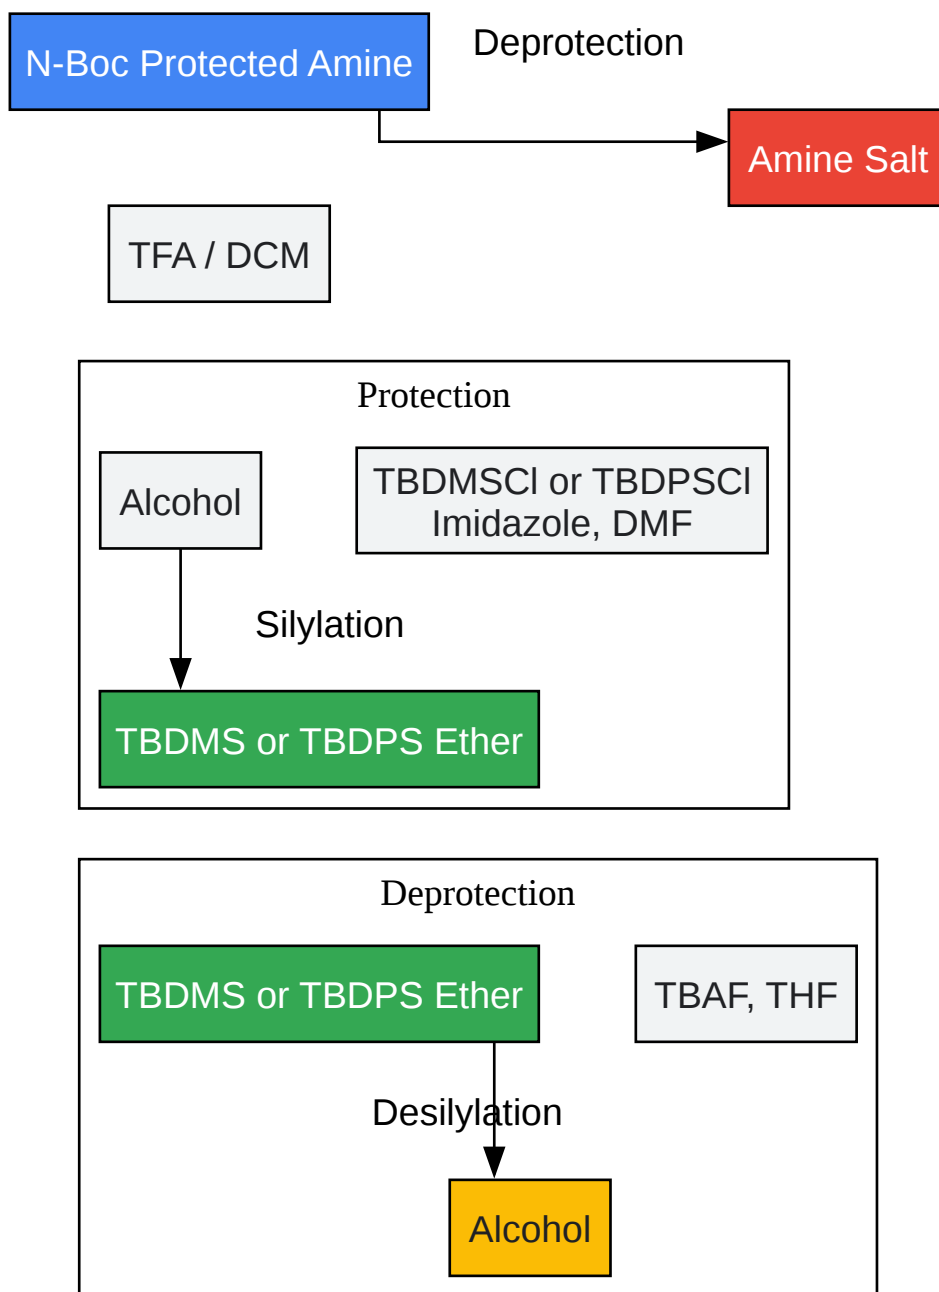 N-Boc Protected Amine
Deprotection
Amine Salt
TFA / DCM
Protection
Alcohol
TBDMSCl or TBDPSCl
Imidazole, DMF
Silylation
TBDMS or TBDPS Ether
Deprotection
TBDMS or TBDPS Ether
TBAF, THF
Desilylation
Alcohol